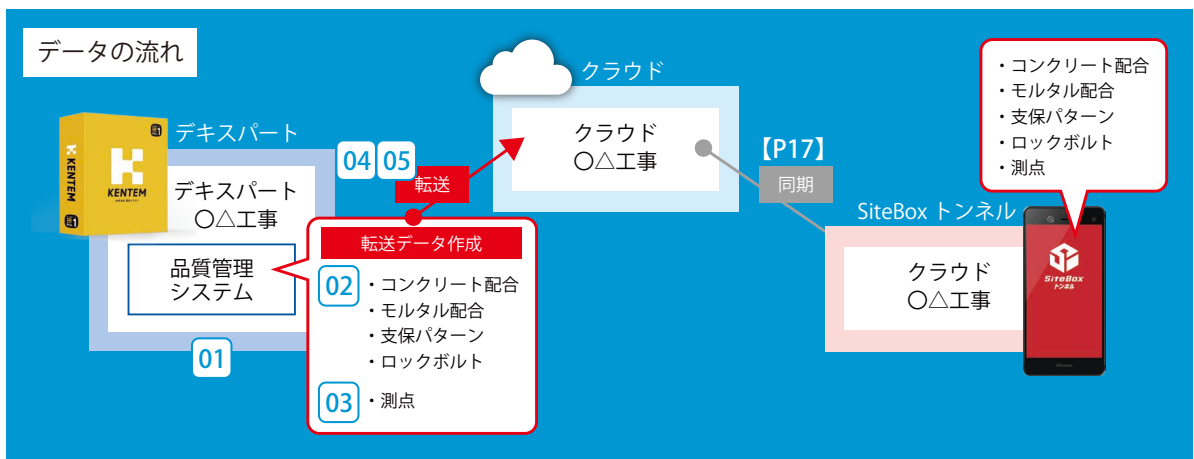 データの流れ
デキスパート
KENTEM
KENTEM
デキスパート
〇△工事
品質管理
システム
01
04 05
転送
転送データ作成
02
・コンクリート配合
・モルタル配合
・支保パターン
・ロックボルト
03
・測点
クラウド
クラウド
〇△工事
【P17】
同期
SiteBox トンネル
クラウド
〇△工事
SiteBox
トンネル
・コンクリート配合
・モルタル配合
・支保パターン
・ロックボルト
・測点